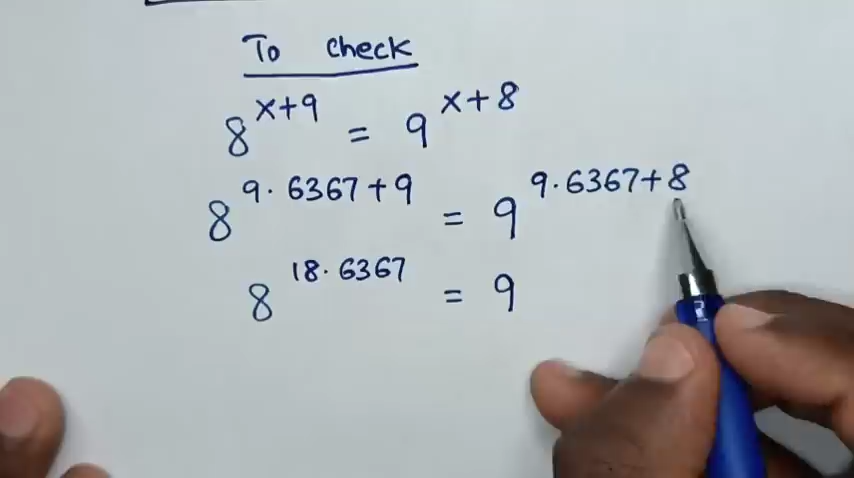 To check
8^{x+9} = 9^{x+8}
8^{9.6367+9} = 9^{9.6367+8}
8^{18.6367} = 9